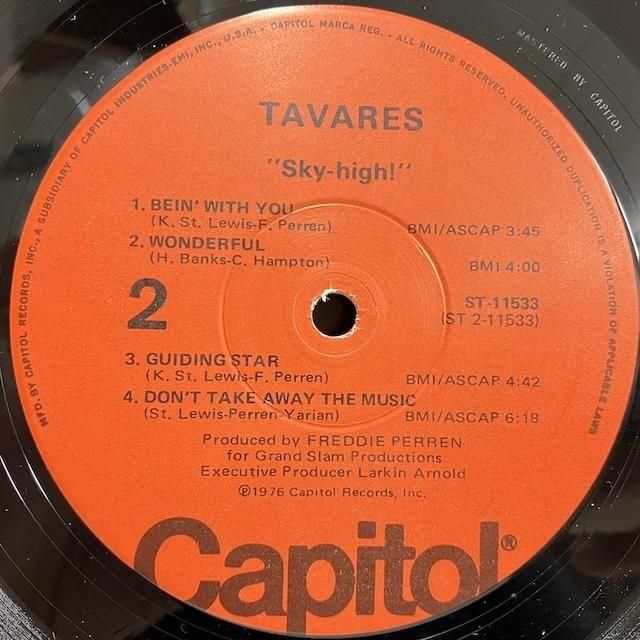 MFD. BY CAPITOL RECORDS, INC., A SUBSIDIARY OF CAPITOL INDUSTRIES-EMI, INC., U.S.A. • CAPITOL MARCA REG. • ALL RIGHTS RESERVED. UNAUTHORIZED DUPLICATION IS A VIOLATION OF APPLICABLE LAWS
MASTERED BY CAPITOL
TAVARES
"Sky-high!"
1. BEIN' WITH YOU
(K. St. Lewis-F. Perren) BMI/ASCAP 3:45
2. WONDERFUL
(H. Banks-C. Hampton) BMI 4:00
2
ST-11533
(ST 2-11533)
3. GUIDING STAR
(K. St. Lewis-F. Perren) BMI/ASCAP 4:42
4. DON'T TAKE AWAY THE MUSIC
(St. Lewis-Perren-Yarian) BMI/ASCAP 6:18
Produced by FREDDIE PERREN
for Grand Slam Productions
Executive Producer Larkin Arnold
℗1976 Capitol Records, Inc.
Capitol®